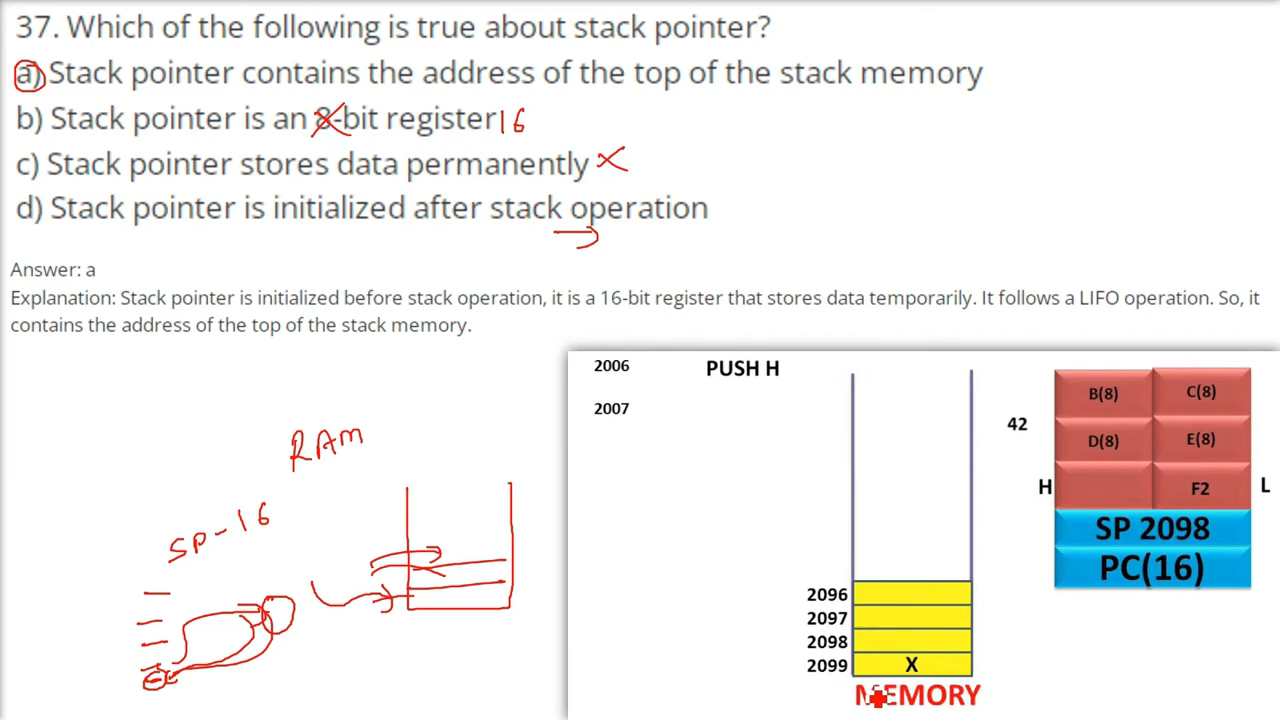 37. Which of the following is true about stack pointer?
a) Stack pointer contains the address of the top of the stack memory
b) Stack pointer is an 8-bit register 16
c) Stack pointer stores data permanently X
d) Stack pointer is initialized after stack operation
Answer: a
Explanation: Stack pointer is initialized before stack operation, it is a 16-bit register that stores data temporarily. It follows a LIFO operation. So, it
contains the address of the top of the stack memory.
2006 PUSH H
2007
B(8) C(8)
42
D(8) E(8)
H F2 L
SP 2098
PC(16)
RAM
SP-16
2096
2097
2098
2099 X
MEMORY